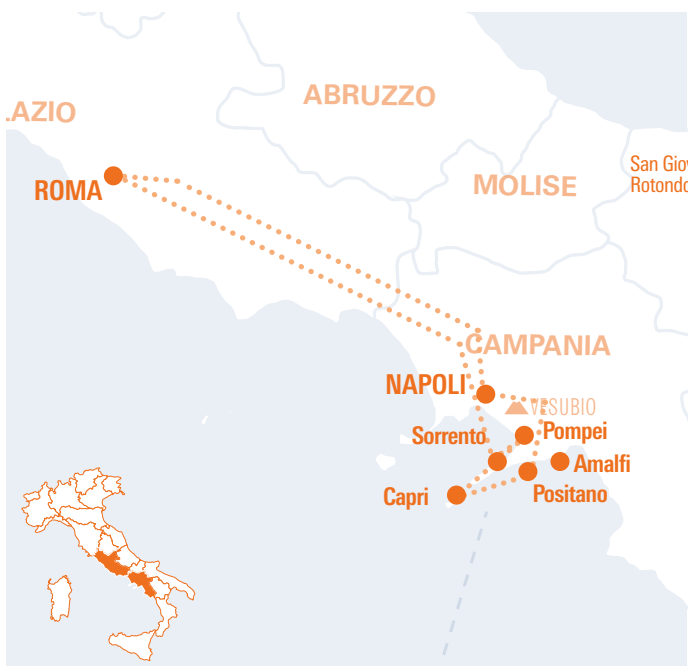 ABRUZZO
.AZIO
San Giov
Rotondo
MOLISE
ROMA
CAMPANIA
NAPOLI
VESUBIO
Sorrento
Pompei
Amalfi
Capri
Positano